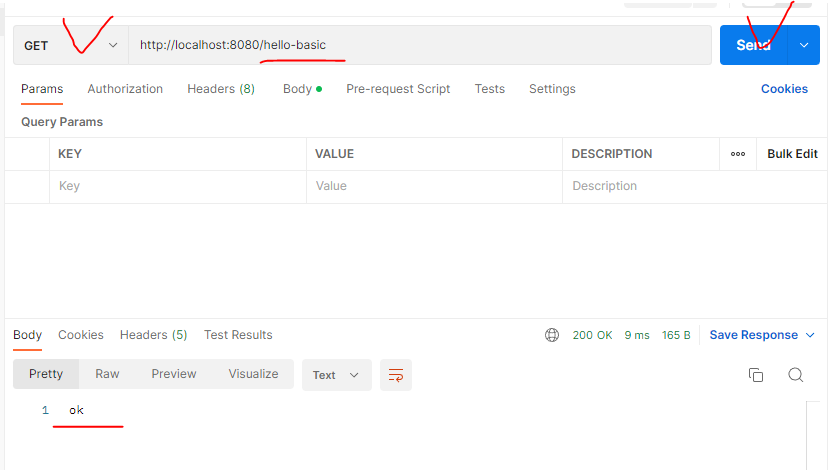 GET http://localhost:8080/hello-basic Send
Params Authorization Headers (8) Body Pre-request Script Tests Settings Cookies
Query Params
KEY VALUE DESCRIPTION Bulk Edit
Key Value Description
Body Cookies Headers (5) Test Results 200 OK 9 ms 165 B Save Response
Pretty Raw Preview Visualize Text
1 ok